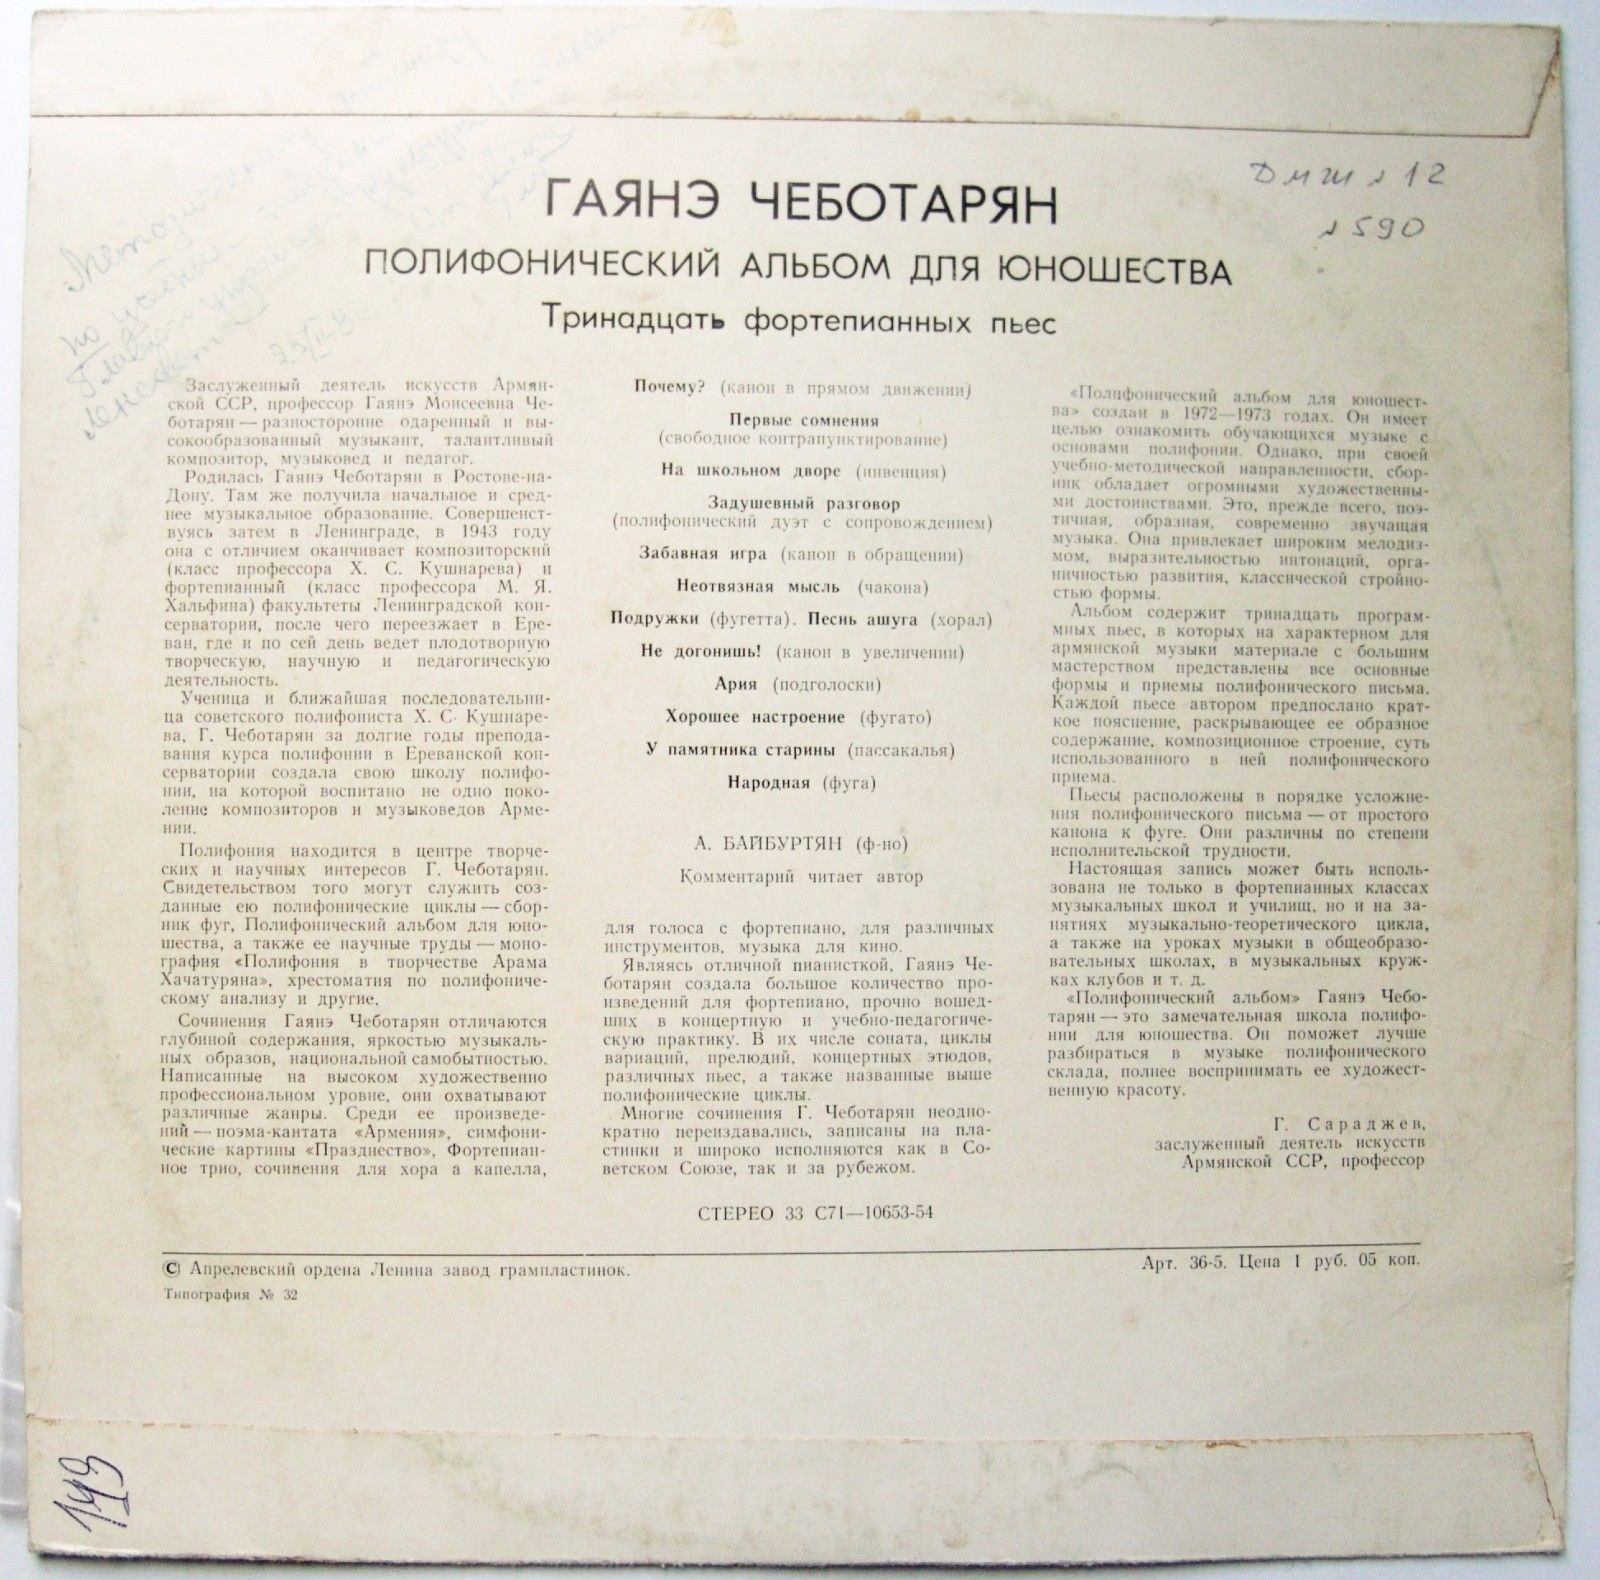 ГАЯНЭ ЧЕБОТАРЯН
ПОЛИФОНИЧЕСКИЙ АЛЬБОМ ДЛЯ ЮНОШЕСТВА
Тринадцать фортепианных пьес
ДМШ № 12
№ 590
Заслуженный деятель искусств Армян-
ской ССР, профессор Гаянэ Моисеевна Че-
ботарян — разносторонне одаренный и вы-
сокообразованный музыкант, талантливый
композитор, музыковед и педагог.
Родилась Гаянэ Чеботарян в Ростове-на-
Дону. Там же получила начальное и сред-
нее музыкальное образование. Совершенст-
вуясь затем в Ленинграде, в 1943 году
она с отличием оканчивает композиторский
(класс профессора Х. С. Кушнарева) и
фортепианный (класс профессора М. Я.
Хальфина) факультеты Ленинградской кон-
серватории, после чего переезжает в Ере-
ван, где и по сей день ведет плодотворную
творческую, научную и педагогическую
деятельность.
Ученица и ближайшая последовательни-
ца советского полифониста Х. С. Кушнаре-
ва, Г. Чеботарян за долгие годы препода-
вания курса полифонии в Ереванской кон-
серватории создала свою школу полифо-
нии, на которой воспитано не одно поко-
ление композиторов и музыковедов Арме-
нии.
Полифония находится в центре творче-
ских и научных интересов Г. Чеботарян.
Свидетельством того могут служить соз-
данные ею полифонические циклы — сбор-
ник фуг, Полифонический альбом для юно-
шества, а также ее научные труды — моно-
графия «Полифония в творчестве Арама
Хачатуряна», хрестоматия по полифониче-
скому анализу и другие.
Сочинения Гаянэ Чеботарян отличаются
глубиной содержания, яркостью музыкаль-
ных образов, национальной самобытностью.
Написанные на высоком художественно
профессиональном уровне, они охватывают
различные жанры. Среди ее произведе-
ний — поэма-кантата «Армения», симфони-
ческие картины «Празднество», Фортепиан-
ное трио, сочинения для хора а капелла,
Почему? (канон в прямом движении)
Первые сомнения
(свободное контрапунктирование)
На школьном дворе (инвенция)
Задушевный разговор
(полифонический дуэт с сопровождением)
Забавная игра (канон в обращении)
Неотвязная мысль (чакона)
Подружки (фугетта). Песнь ашуга (хорал)
Не догонишь! (канон в увеличении)
Ария (подголоски)
Хорошее настроение (фугато)
У памятника старины (пассакалья)
Народная (фуга)
А. БАЙБУРТЯН (ф-но)
Комментарий читает автор
для голоса с фортепиано, для различных
инструментов, музыка для кино.
Являясь отличной пианисткой, Гаянэ Че-
ботарян создала большое количество про-
изведений для фортепиано, прочно вошед-
ших в концертную и учебно-педагогиче-
скую практику. В их числе соната, циклы
вариаций, прелюдий, концертных этюдов,
различных пьес, а также названные выше
полифонические циклы.
Многие сочинения Г. Чеботарян неодно-
кратно переиздавались, записаны на пла-
стинки и широко исполняются как в Со-
ветском Союзе, так и за рубежом.
«Полифонический альбом для юношест-
ва» создан в 1972—1973 годах. Он имеет
целью ознакомить обучающихся музыке с
основами полифонии. Однако, при своей
учебно-методической направленности, сбор-
ник обладает огромными художественны-
ми достоинствами. Это, прежде всего, поэ-
тичная, образная, современно звучащая
музыка. Она привлекает широким мелодиз-
мом, выразительностью интонаций, орга-
ничностью развития, классической стройно-
стью формы.
Альбом содержит тринадцать програм-
мных пьес, в которых на характерном для
армянской музыки материале с большим
мастерством представлены все основные
формы и приемы полифонического письма.
Каждой пьесе автором предпослано крат-
кое пояснение, раскрывающее ее образное
содержание, композиционное строение, суть
использованного в ней полифонического
приема.
Пьесы расположены в порядке усложне-
ния полифонического письма — от простого
канона к фуге. Они различны по степени
исполнительской трудности.
Настоящая запись может быть исполь-
зована не только в фортепианных классах
музыкальных школ и училищ, но и на за-
нятиях музыкально-теоретического цикла,
а также на уроках музыки в общеобразо-
вательных школах, в музыкальных круж-
ках клубов и т. д.
«Полифонический альбом» Гаянэ Чебо-
тарян — это замечательная школа полифо-
нии для юношества. Он поможет лучше
разбираться в музыке полифонического
склада, полнее воспринимать ее художест-
венную красоту.
Г. Сараджев,
заслуженный деятель искусств
Армянской ССР, профессор
СТЕРЕО 33 С71—10653-54
© Апрелевский ордена Ленина завод грампластинок.
Арт. 36-5. Цена 1 руб. 05 коп.
Типография № 32
149